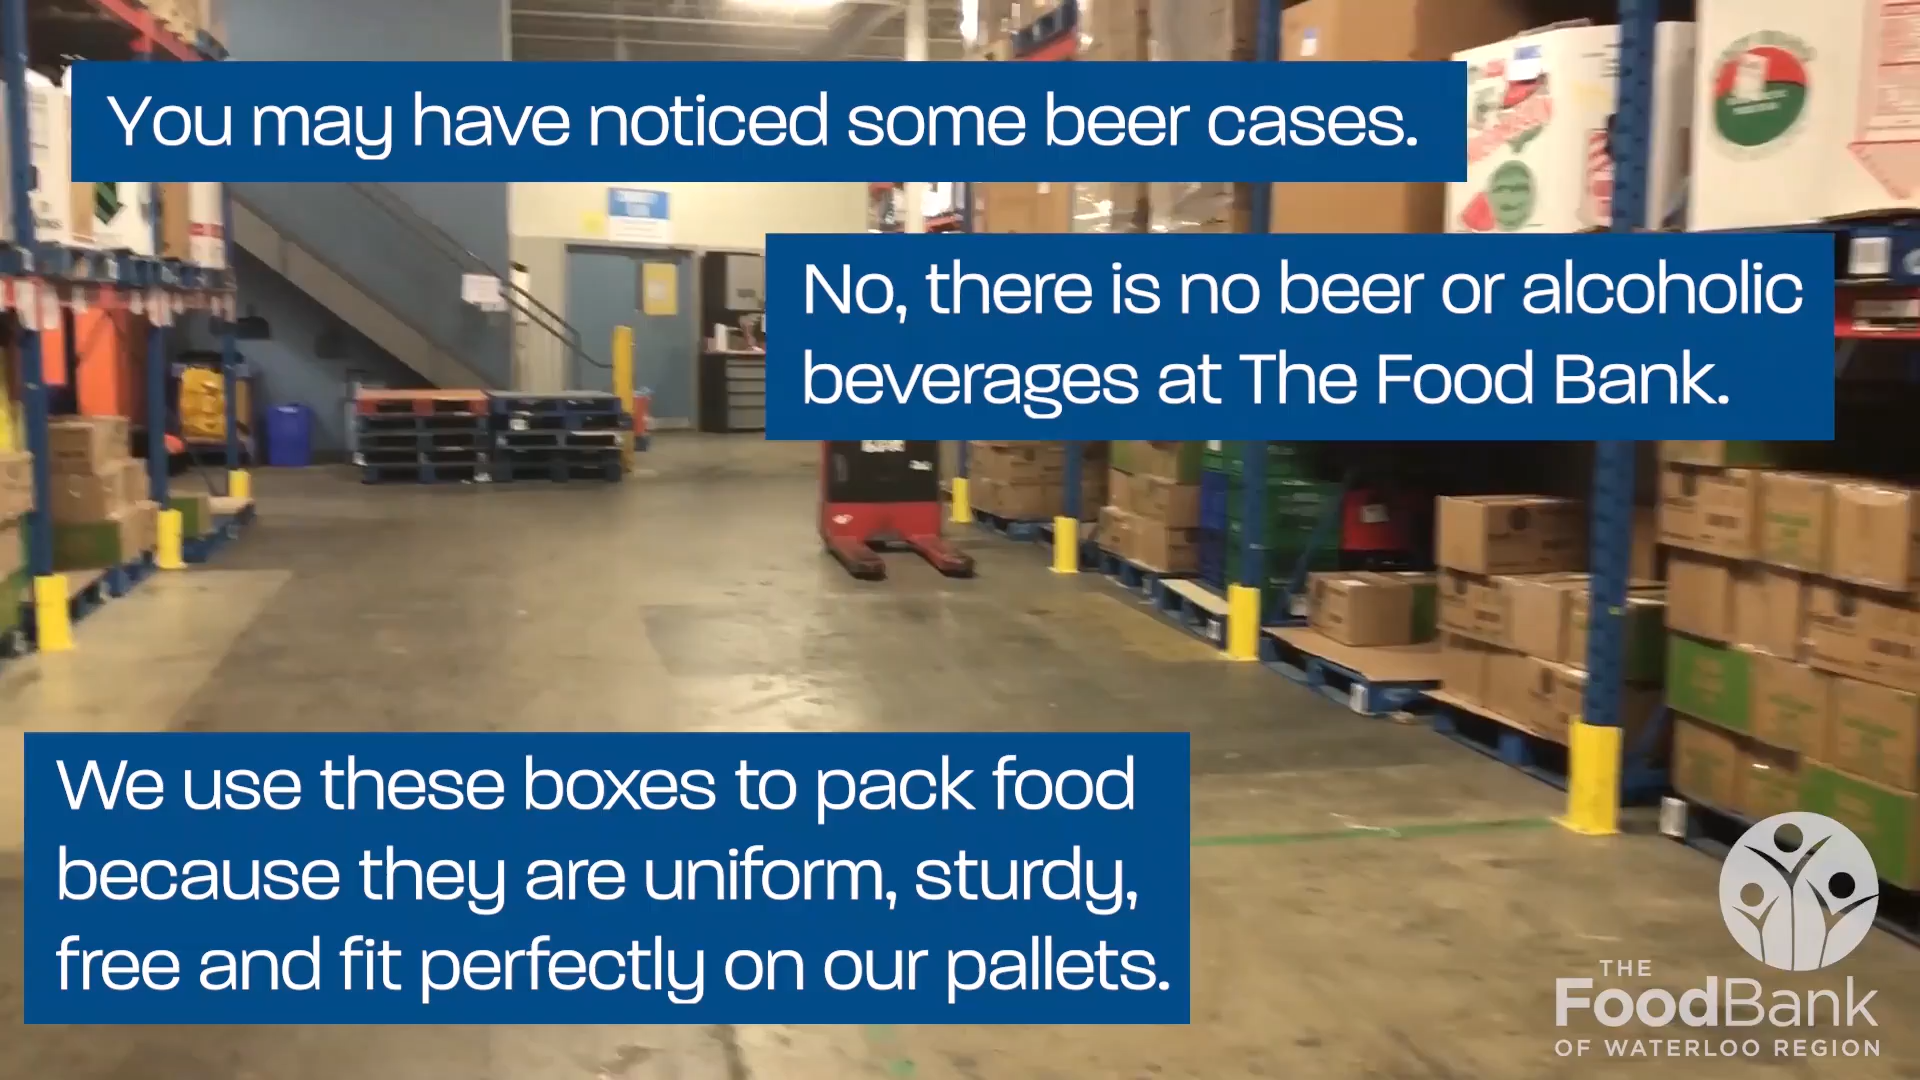 You may have noticed some beer cases.
No, there is no beer or alcoholic
beverages at The Food Bank.
We use these boxes to pack food
because they are uniform, sturdy,
free and fit perfectly on our pallets.
THE
FoodBank
OF WATERLOO REGION